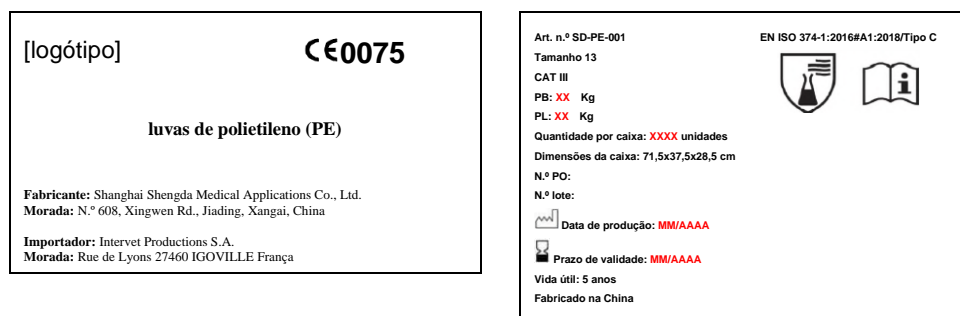 [logótipo]
CE0075
luvas de polietileno (PE)
Fabricante: Shanghai Shengda Medical Applications Co., Ltd.
Morada: N.º 608, Xingwen Rd., Jiading, Xangai, China
Importador: Intervet Productions S.A.
Morada: Rue de Lyons 27460 IGOVILLE França
Art. n.º SD-PE-001
EN ISO 374-1:2016#A1:2018/Tipo C
Tamanho 13
CAT III
PB: XX Kg
PL: XX Kg
Quantidade por caixa: XXXX unidades
Dimensões da caixa: 71,5x37,5x28,5 cm
N.º PO:
N.º lote:
Data de produção: MM/AAAA
Prazo de validade: MM/AAAA
Vida útil: 5 anos
Fabricado na China